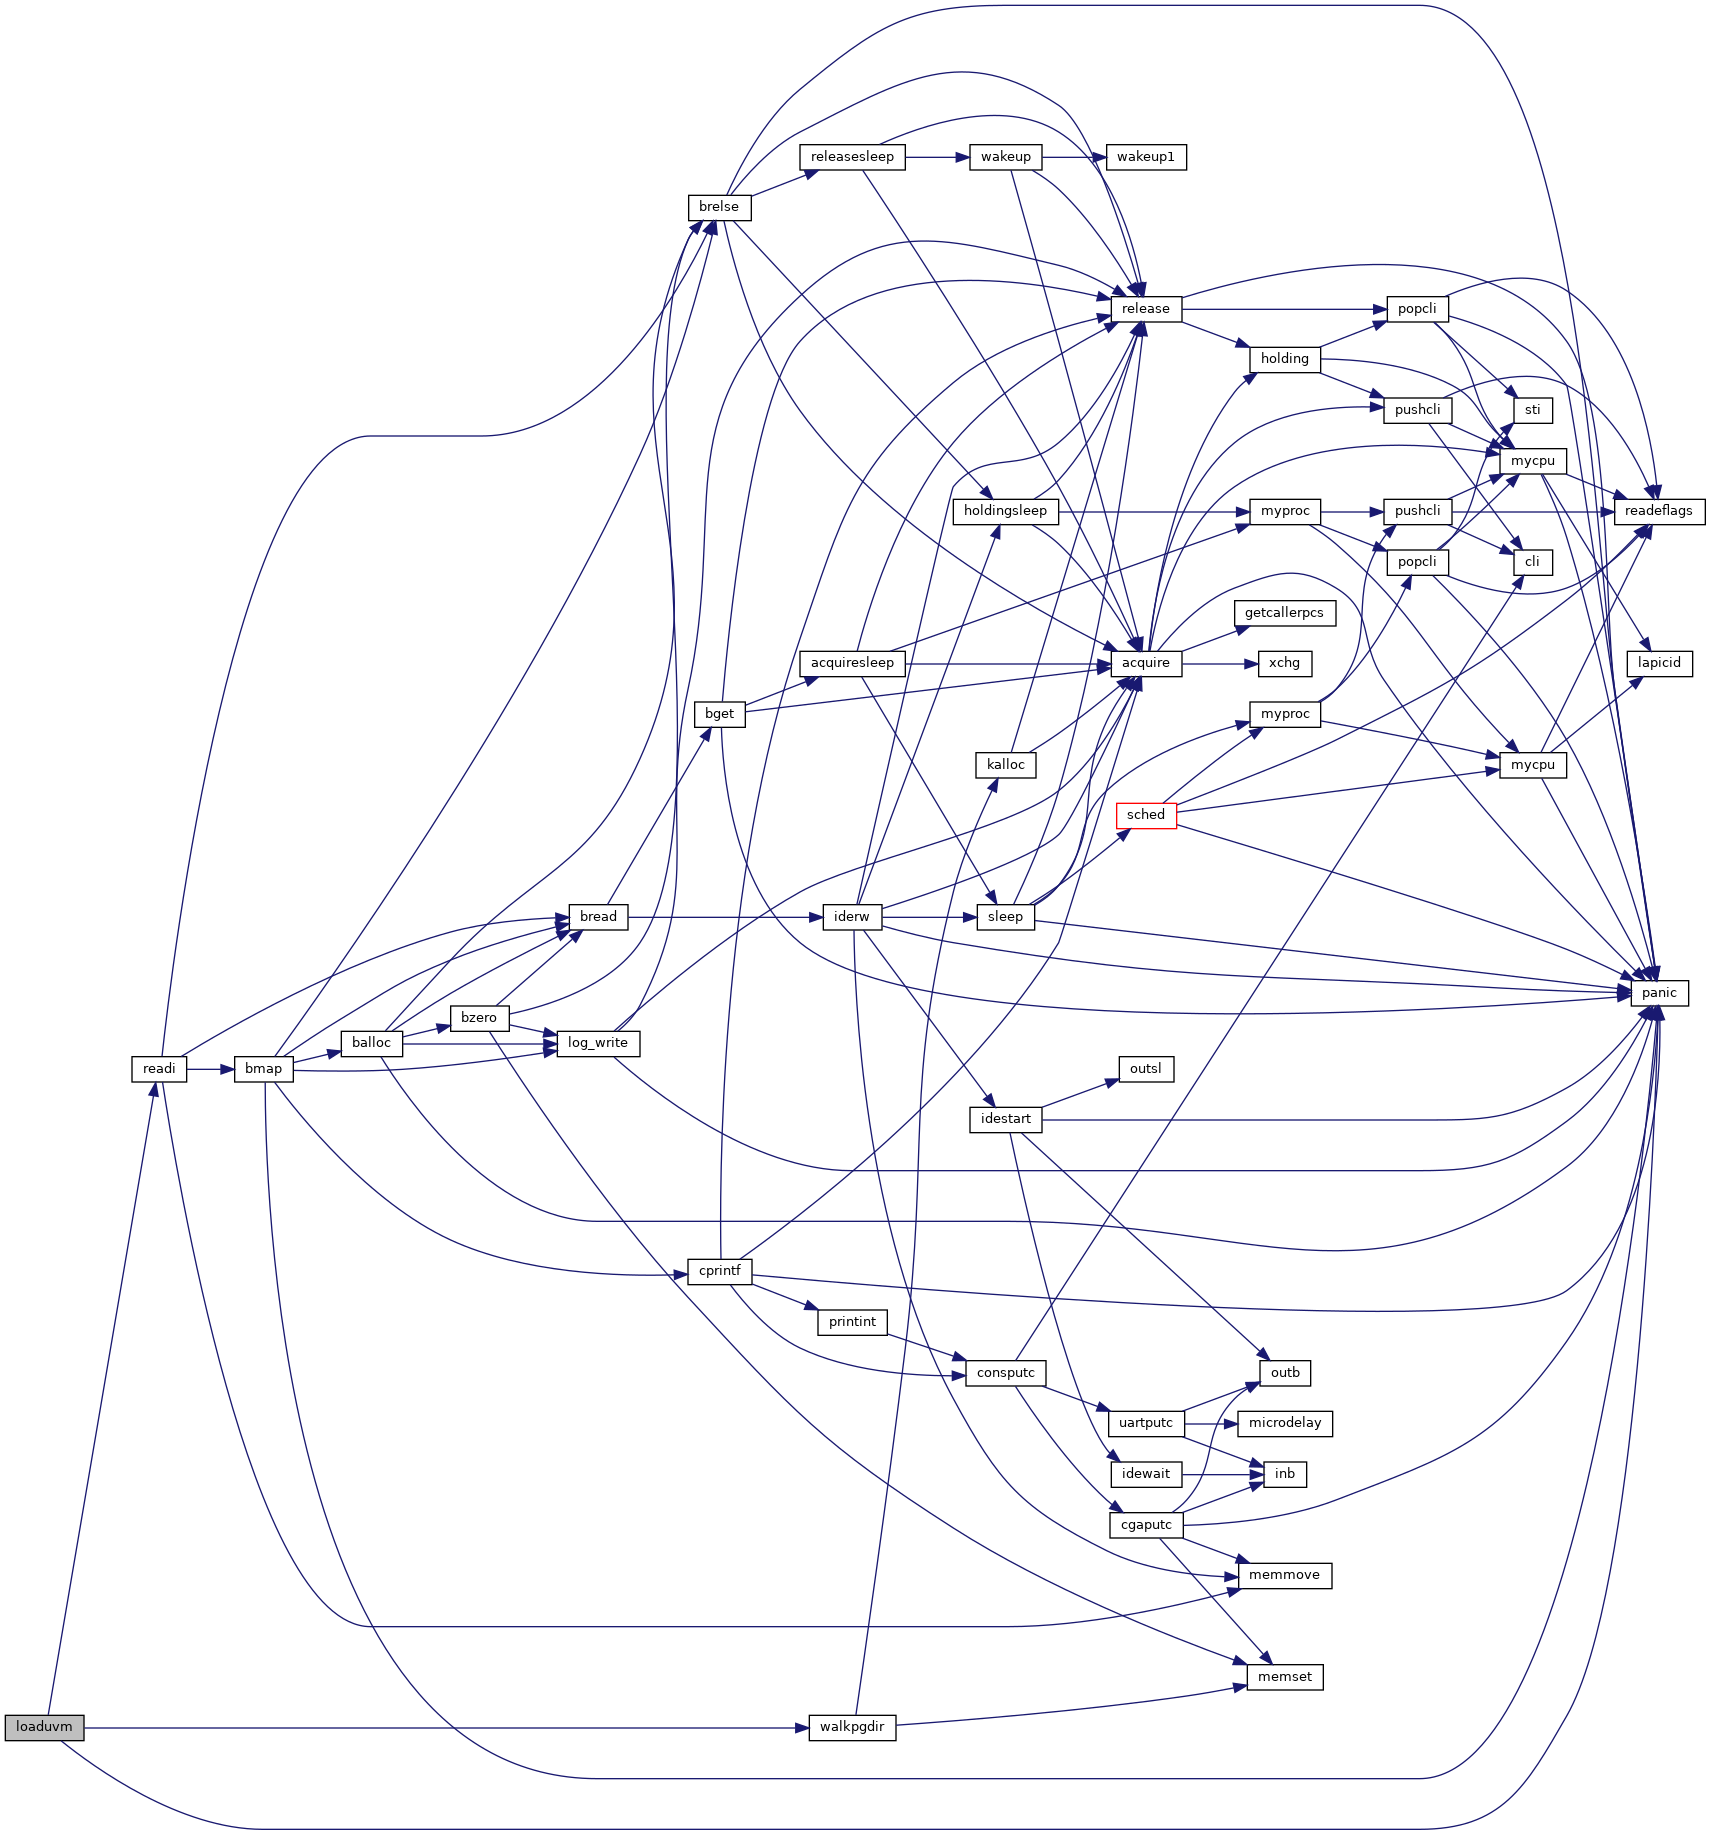 releasesleep
wakeup
wakeup1
brelse
release
popcli
holding
pushcli
sti
mycpu
holdingsleep
myproc
pushcli
readeflags
popcli
cli
getcallerpcs
acquiresleep
acquire
xchg
lapicid
bget
myproc
kalloc
mycpu
sched
bread
iderw
sleep
panic
bzero
balloc
log_write
readi
bmap
outsl
idestart
cprintf
printint
consputc
outb
uartputc
microdelay
idewait
inb
cgaputc
memmove
memset
loaduvm
walkpgdir